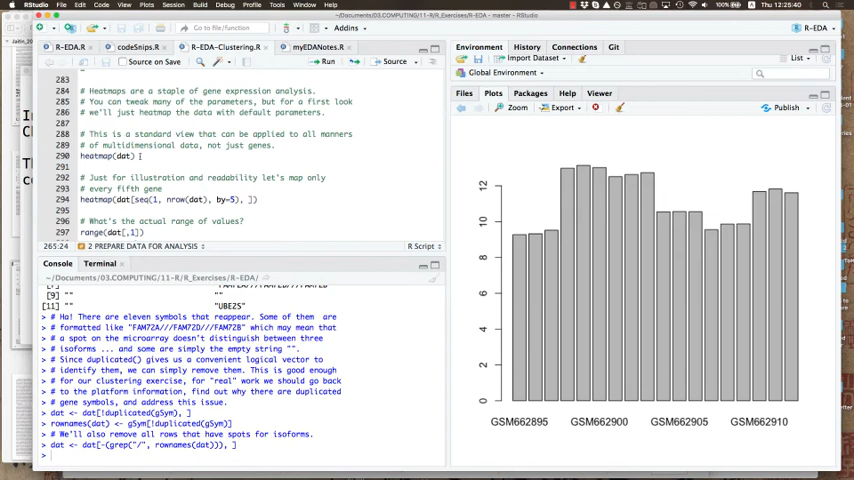 RStudio File Edit Code View Plots Session Build Debug Profile Tools Window Help
100% Thu 12:25:40
~/Documents/03.COMPUTING/11-R/R_Exercises/R-EDA - master - RStudio
Go to file/function
Addins
R-EDA
R-EDA.R
codeSnips.R
R-EDA-Clustering.R
myEDANotes.R
Source on Save
Run
Source
283
284 # Heatmaps are a staple of gene expression analysis.
285 # You can tweak many of the parameters, but for a first look
286 # we'll just heatmap the data with default parameters.
287
288 # This is a standard view that can be applied to all manners
289 # of multidimensional data, not just genes.
290 heatmap(dat)
291
292 # Just for illustration and readability let's map only
293 # every fifth gene
294 heatmap(dat[seq(1, nrow(dat), by=5), ])
295
296 # What's the actual range of values?
297 range(dat[,1])
265:24
2 PREPARE DATA FOR ANALYSIS
R Script
Console
Terminal
~/Documents/03.COMPUTING/11-R/R_Exercises/R-EDA/
[9] "" ""
[11] "" "UBE2S"
> # Ha! There are eleven symbols that reappear. Some of them are
> # formatted like "FAM72A///FAM72D///FAM72B" which may mean that
> # a spot on the microarray doesn't distinguish between three
> # isoforms ... and some are simply the empty string "".
> # Since duplicated() gives us a convenient logical vector to
> # identify them, we can simply remove them. This is good enough
> # for our clustering exercise, for "real" work we should go back
> # to the platform information, find out why there are duplicated
> # gene symbols, and address this issue.
> dat <- dat[!duplicated(gSym), ]
> rownames(dat) <- gSym[!duplicated(gSym)]
> # We'll also remove all rows that have spots for isoforms.
> dat <- dat[-(grep("/", rownames(dat))), ]
>
Environment
History
Connections
Git
Import Dataset
List
Global Environment
Files
Plots
Packages
Help
Viewer
Zoom
Export
Publish
12
10
8
6
4
2
0
GSM662895
GSM662900
GSM662905
GSM662910